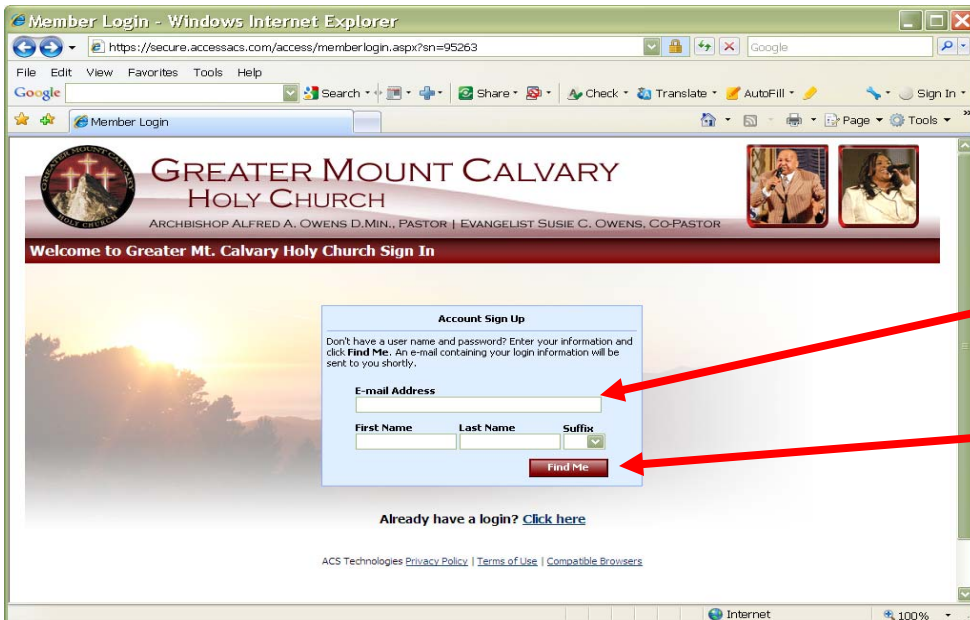 Member Login - Windows Internet Explorer
https://secure.accessacs.com/access/memberlogin.aspx?sn=95263
Google
File Edit View Favorites Tools Help
Google Search Share Check Translate AutoFill Sign In
Member Login Page Tools
GREATER MOUNT CALVARY
HOLY CHURCH
ARCHBISHOP ALFRED A. OWENS D.MIN., PASTOR | EVANGELIST SUSIE C. OWENS, CO-PASTOR
GREATER MOUNT CALVARY
HOLY CHURCH
Welcome to Greater Mt. Calvary Holy Church Sign In
Account Sign Up
Don't have a user name and password? Enter your information and
click Find Me. An e-mail containing your login information will be
sent to you shortly.
E-mail Address
First Name Last Name Suffix
Find Me
Already have a login? Click here
ACS Technologies Privacy Policy | Terms of Use | Compatible Browsers
Internet 100%